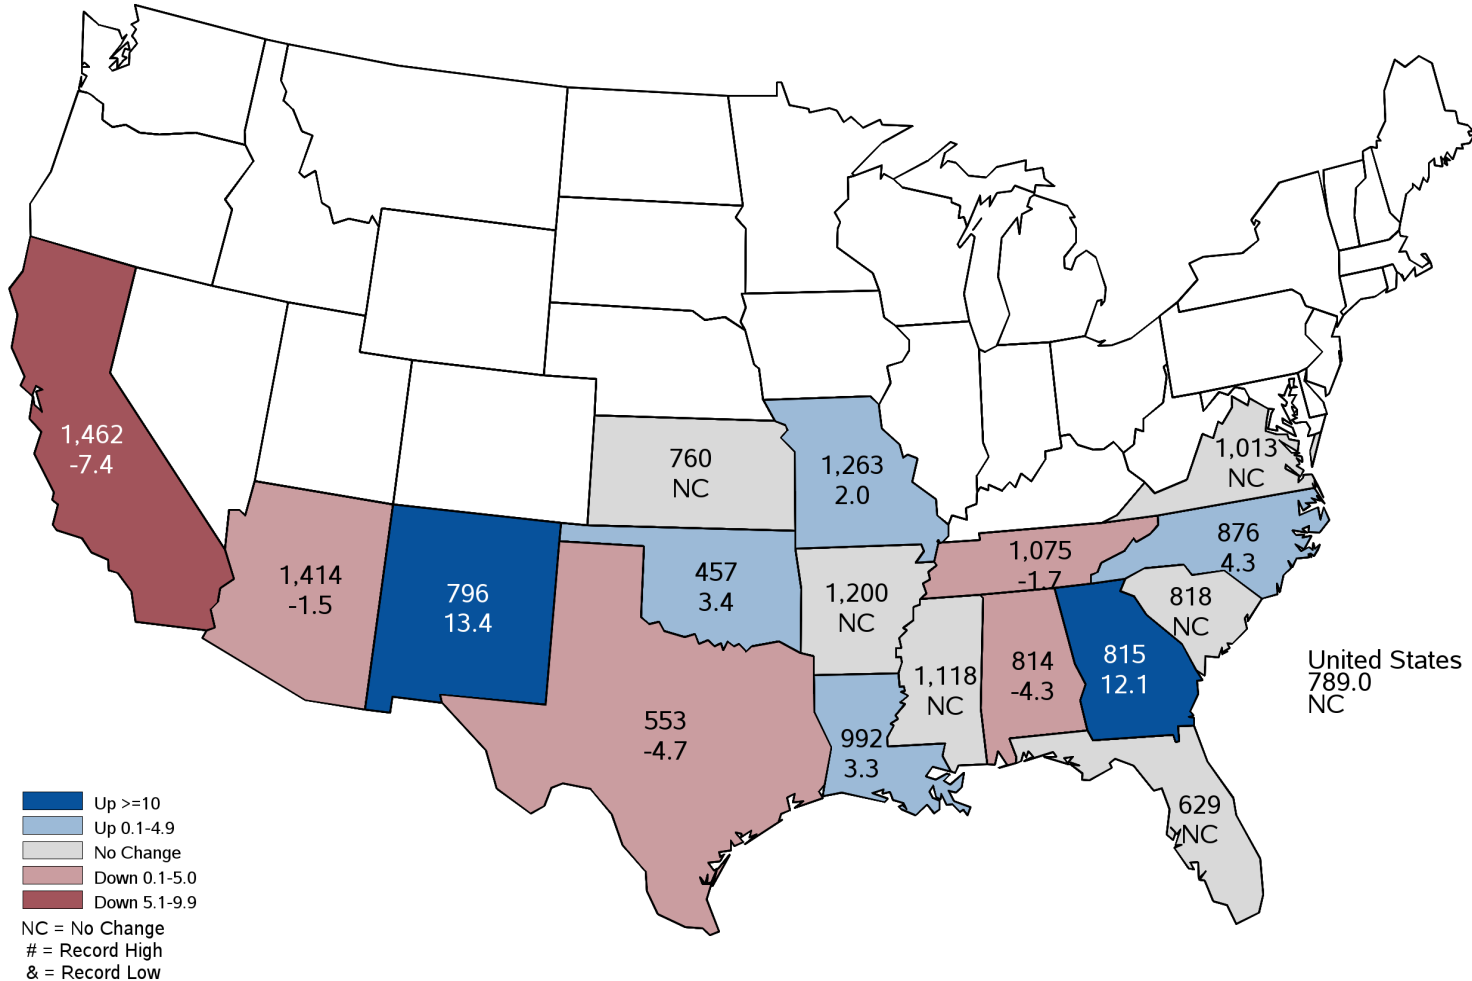 1,462
-7.4
1,414
-1.5
796
13.4
760
NC
457
3.4
553
-4.7
1,263
2.0
1,200
NC
992
3.3
1,118
NC
1,075
-1.7
814
-4.3
815
12.1
1,013
NC
876
4.3
818
NC
629
NC
United States
789.0
NC
Up >=10
Up 0.1-4.9
No Change
Down 0.1-5.0
Down 5.1-9.9
NC = No Change
# = Record High
& = Record Low